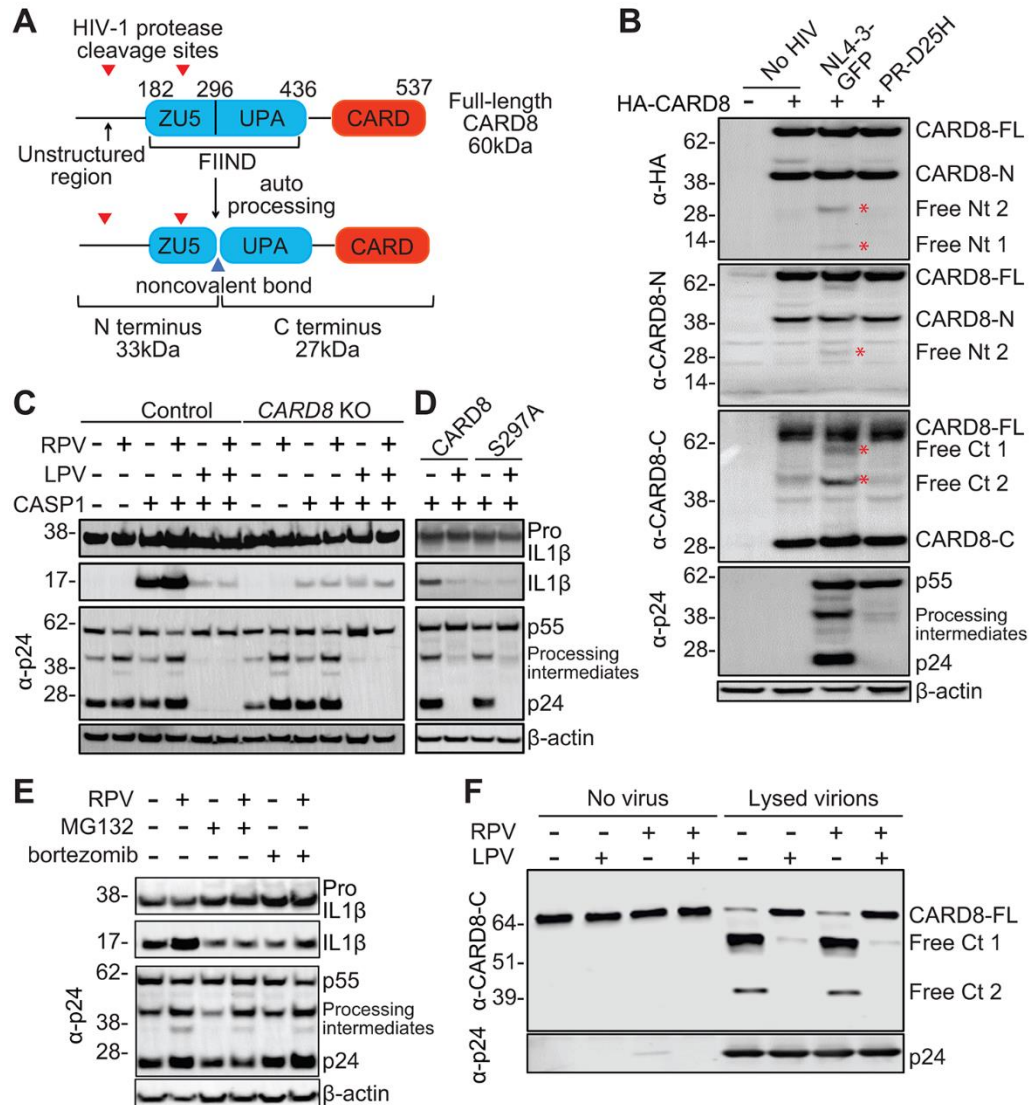 A
HIV-1 protease
cleavage sites
182 296 436 537
ZU5 UPA CARD
Full-length
CARD8
60kDa
Unstructured
region
FIIND
auto
processing
ZU5 UPA CARD
noncovalent bond
N terminus
33kDa
C terminus
27kDa
B
No HIV
NL4-3-
GFP
PR-D25H
HA-CARD8 - + + +
α-HA
62-
38-
28-
14-
CARD8-FL
CARD8-N
Free Nt 2 *
Free Nt 1 *
α-CARD8-N
62-
38-
28-
14-
CARD8-FL
CARD8-N
Free Nt 2 *
α-CARD8-C
62-
49-
38-
28-
CARD8-FL
Free Ct 1 *
Free Ct 2 *
CARD8-C
α-p24
62-
49-
38-
28-
p55
Processing
intermediates
p24
β-actin
C
Control CARD8 KO
RPV - + - + - + - + - + - +
LPV - - - - + + - - - - + +
CASP1 - - + + + + - - + + + +
38-
17-
α-p24
62-
38-
28-
D
CARD8 S297A
- + - +
+ + + +
Pro
IL1β
IL1β
p55
Processing
intermediates
p24
β-actin
E
RPV - + - + - +
MG132 - - + + - -
bortezomib - - - - + +
38-
Pro
IL1β
17-
IL1β
α-p24
62-
38-
28-
p55
Processing
intermediates
p24
β-actin
F
No virus Lysed virions
RPV - - + + - - + +
LPV - + - + - + - +
α-CARD8-C
64-
51-
39-
CARD8-FL
Free Ct 1
Free Ct 2
α-p24
p24